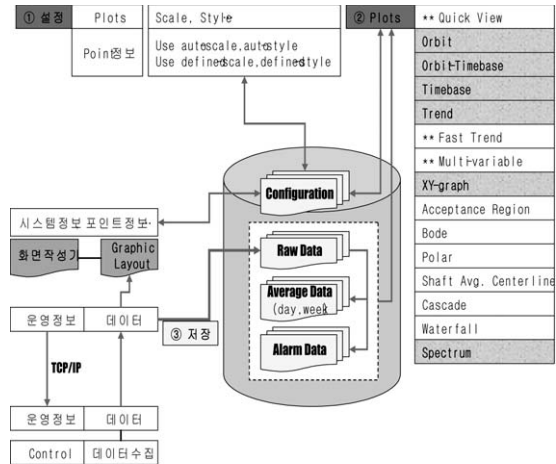 ① 설정
Plots
Scale, Style
Point정보
Use autoscale,autostyle
Use definedscale,definedstyle
② Plots
** Quick View
Orbit
Orbit-Timebase
Timebase
Trend
** Fast Trend
** Multi-variable
XY-graph
Acceptance Region
Bode
Polar
Shaft Avg. Centerline
Cascade
Waterfall
Spectrum
Configuration
Raw Data
Average Data
(day,week
Alarm Data
시스템정보 포인트정보.
화면작성기
Graphic
Layout
운영정보
데이터
③ 저장
TCP/IP
운영정보
데이터
Control
데이터수집